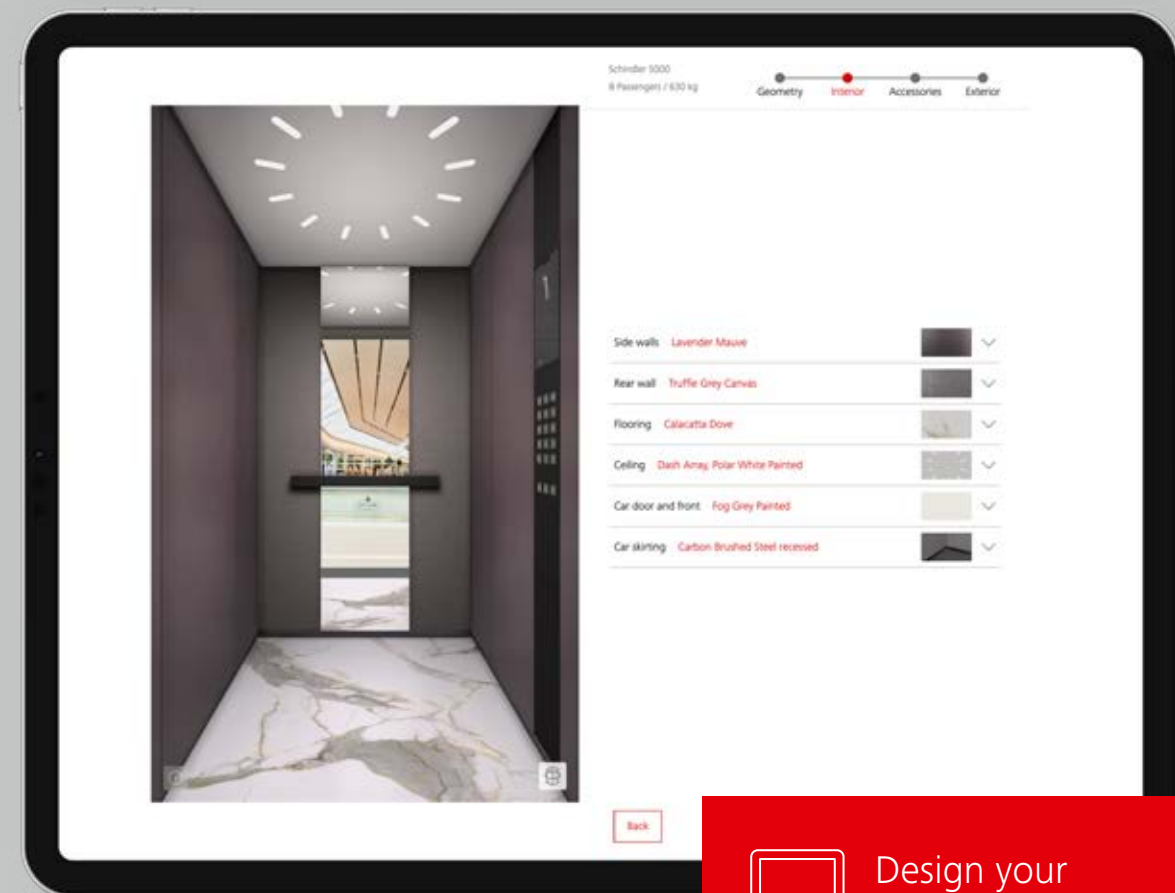 Schindler 5000
8 Passengers / 630 kg
Geometry Interior Accessories Exterior
Side walls Lavender Mauve
Rear wall Truffle Grey Canvas
Flooring Calacatta Dove
Ceiling Dash Array, Polar White Painted
Car door and front Fog Grey Painted
Car skirting Carbon Brushed Steel recessed
1
Back
Design your